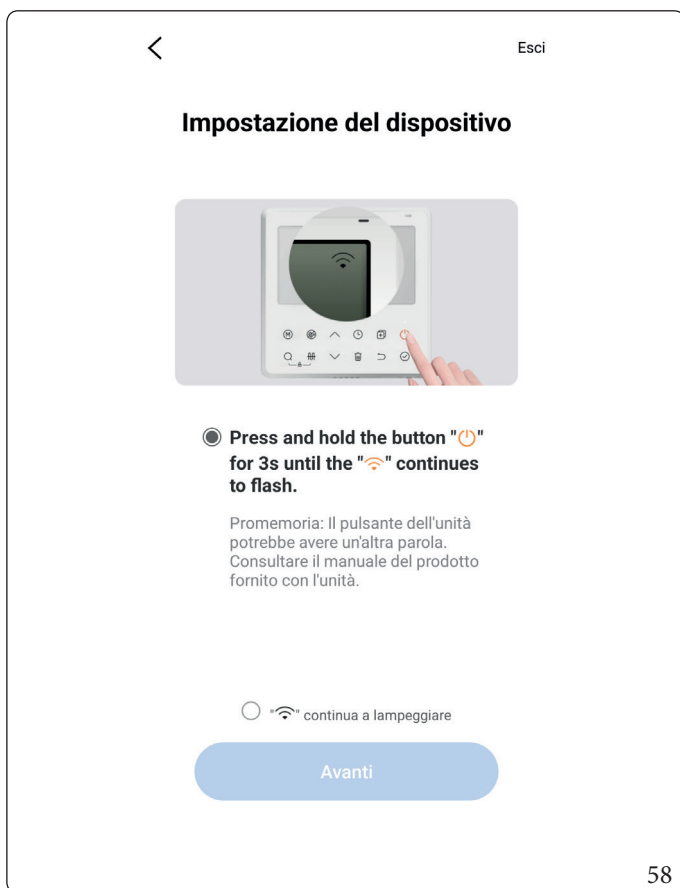 Esci
Impostazione del dispositivo
Press and hold the button ""
for 3s until the "" continues
to flash.
Promemoria: Il pulsante dell'unità
potrebbe avere un'altra parola.
Consultare il manuale del prodotto
fornito con l'unità.
"" continua a lampeggiare
Avanti
58